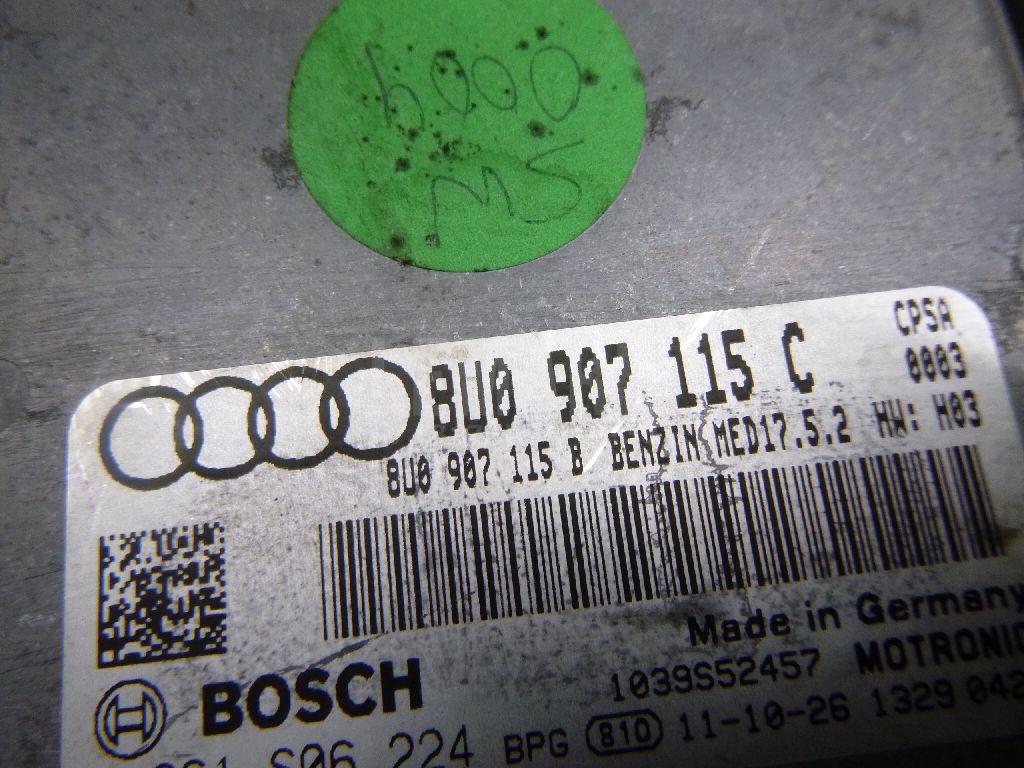 6000
MS
CPSA
8U0 907 115 C
0003
8U0 907 115 B BENZIN MED17.5.2 HW: H03
Made in Germany
BOSCH
1039S52457 MOTRONIC
S06 224 BPG 810 11-10-26 1329 042